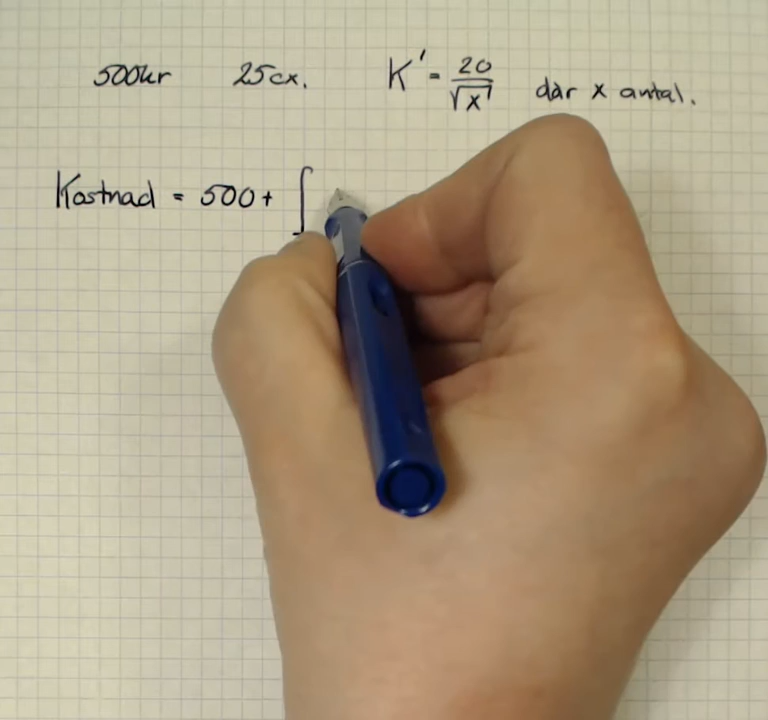 500kr 25ex. K' = 20/√x där x antal.
Kostnad = 500 + ∫